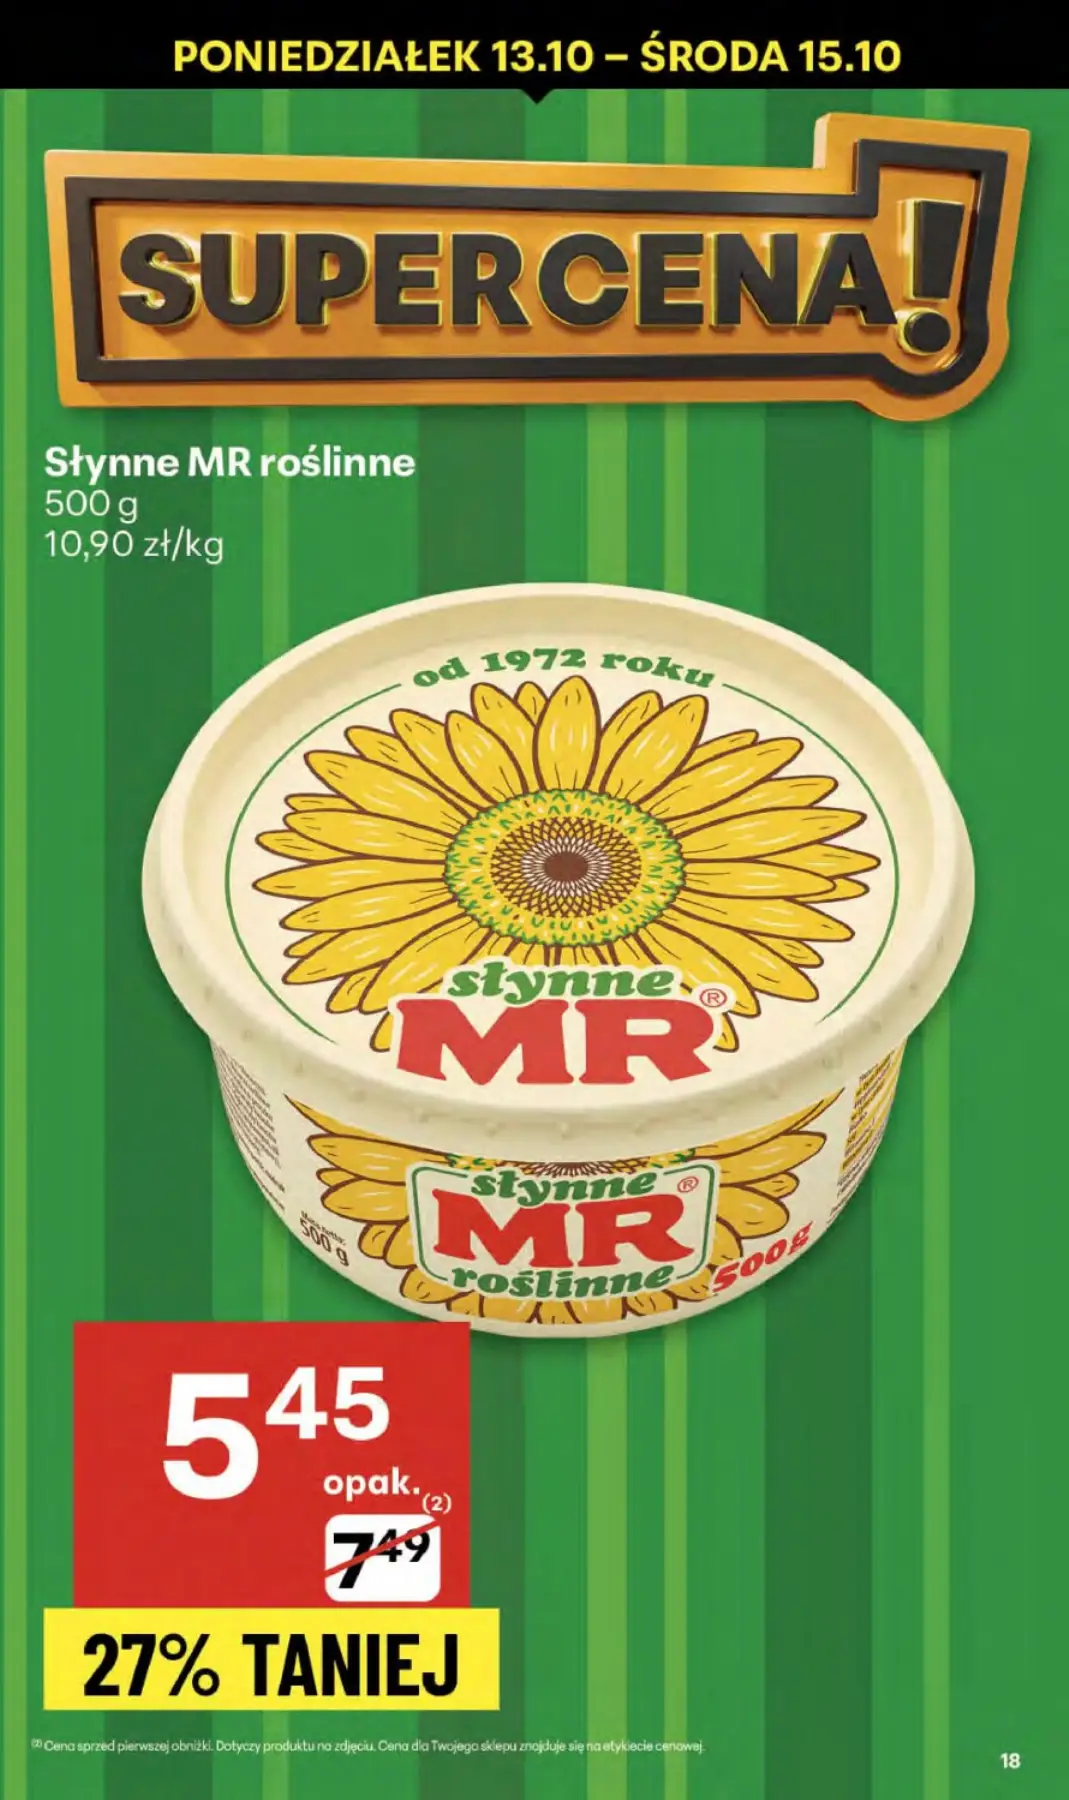 PONIEDZIAŁEK 13.10 – ŚRODA 15.10
SUPERCENA!
Słynne MR roślinne
500 g
10,90 zł/kg
od 1972 roku
słynne
MR®
słynne
MR®
roślinne
500g
Masa netto:
500 g
5 45
opak.
(2)
7 49
27% TANIEJ
(2) Cena sprzed pierwszej obniżki. Dotyczy produktu na zdjęciu. Cena dla Twojego sklepu znajduje się na etykiecie cenowej.
18